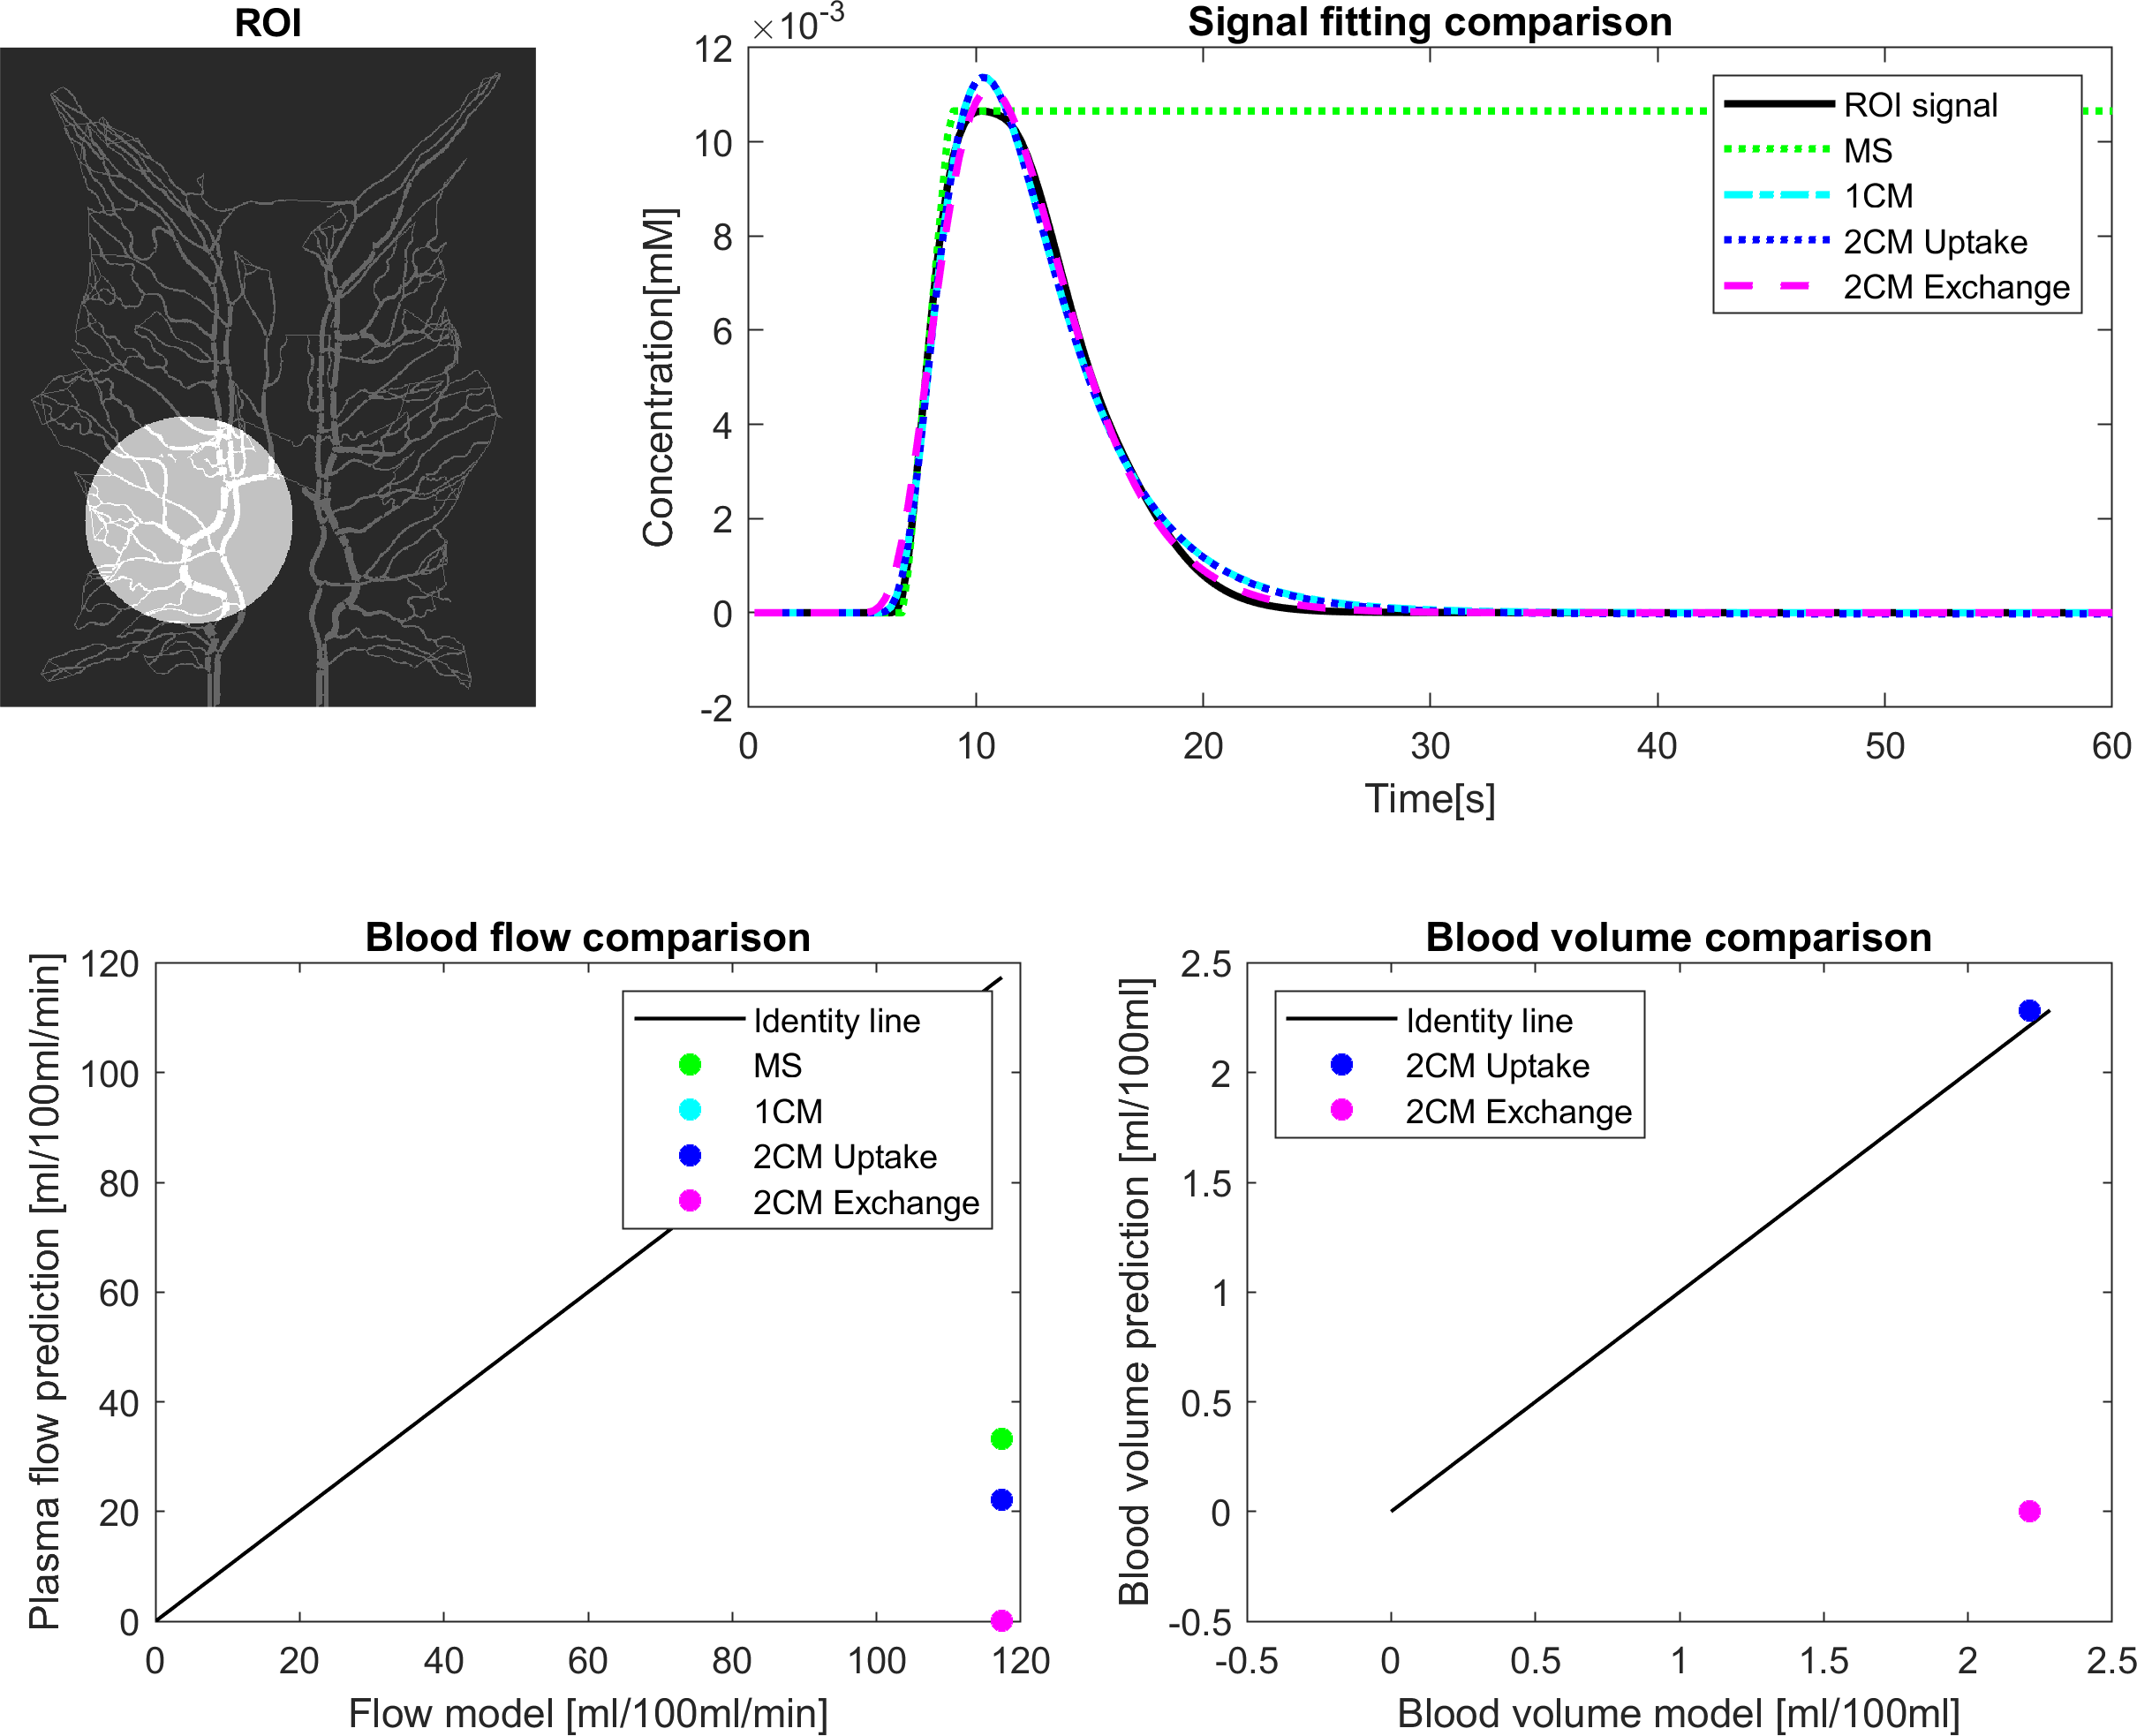 ROI
Signal fitting comparison
×10-3
12
10
8
6
4
2
0
-2
Concentration[mM]
0 10 20 30 40 50 60
Time[s]
ROI signal
MS
1CM
2CM Uptake
2CM Exchange
Blood flow comparison
120
100
80
60
40
20
0
Plasma flow prediction [ml/100ml/min]
0 20 40 60 80 100 120
Flow model [ml/100ml/min]
Identity line
MS
1CM
2CM Uptake
2CM Exchange
Blood volume comparison
2.5
2
1.5
1
0.5
0
-0.5
Blood volume prediction [ml/100ml]
-0.5 0 0.5 1 1.5 2 2.5
Blood volume model [ml/100ml]
Identity line
2CM Uptake
2CM Exchange